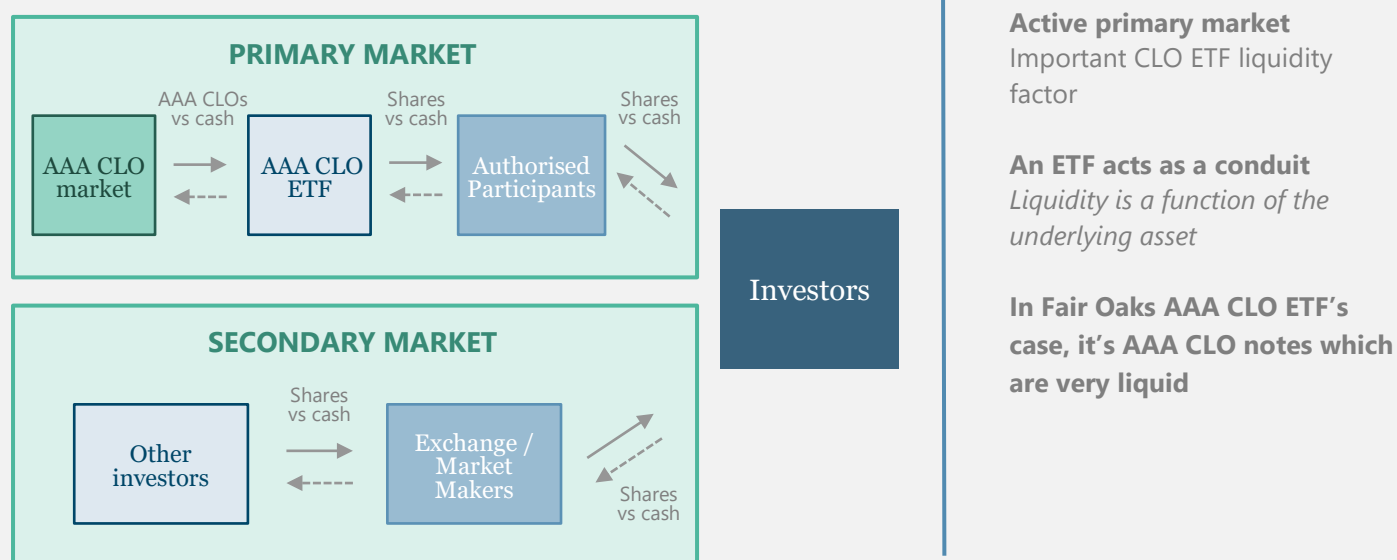 PRIMARY MARKET
AAA CLOs
vs cash
Shares
vs cash
Shares
vs cash
AAA CLO
market
AAA CLO
ETF
Authorised
Participants
Investors
SECONDARY MARKET
Shares
vs cash
Other
investors
Exchange /
Market
Makers
Shares
vs cash
Active primary market
Important CLO ETF liquidity
factor
An ETF acts as a conduit
Liquidity is a function of the
underlying asset
In Fair Oaks AAA CLO ETF’s
case, it’s AAA CLO notes which
are very liquid